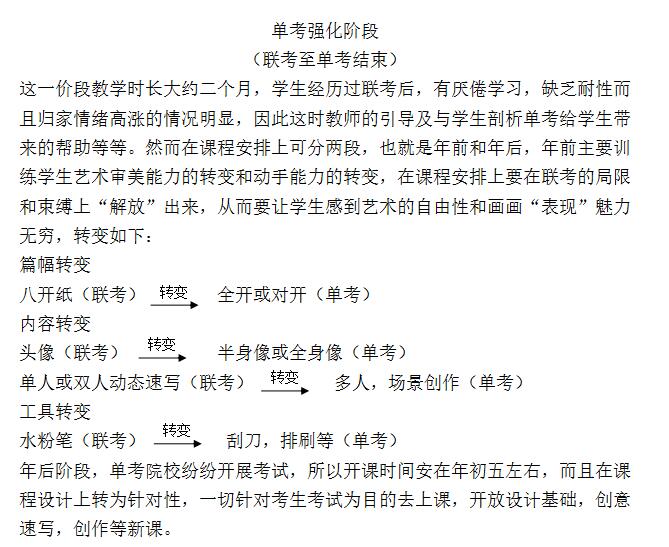 单考强化阶段
（联考至单考结束）
这一价段教学时长大约二个月，学生经历过联考后，有厌倦学习，缺乏耐性而
且归家情绪高涨的情况明显，因此这时教师的引导及与学生剖析单考给学生带
来的帮助等等。然而在课程安排上可分两段，也就是年前和年后，年前主要训
练学生艺术审美能力的转变和动手能力的转变，在课程安排上要在联考的局限
和束缚上“解放”出来，从而要让学生感到艺术的自由性和画画“表现”魅力
无穷，转变如下：
篇幅转变
八开纸（联考） 转变 全开或对开（单考）
内容转变
头像（联考） 转变 半身像或全身像（单考）
单人或双人动态速写（联考） 转变 多人，场景创作（单考）
工具转变
水粉笔（联考） 转变 刮刀，排刷等（单考）
年后阶段，单考院校纷纷开展考试，所以开课时间安在年初五左右，而且在课
程设计上转为针对性，一切针对考生考试为目的去上课，开放设计基础，创意
速写，创作等新课。